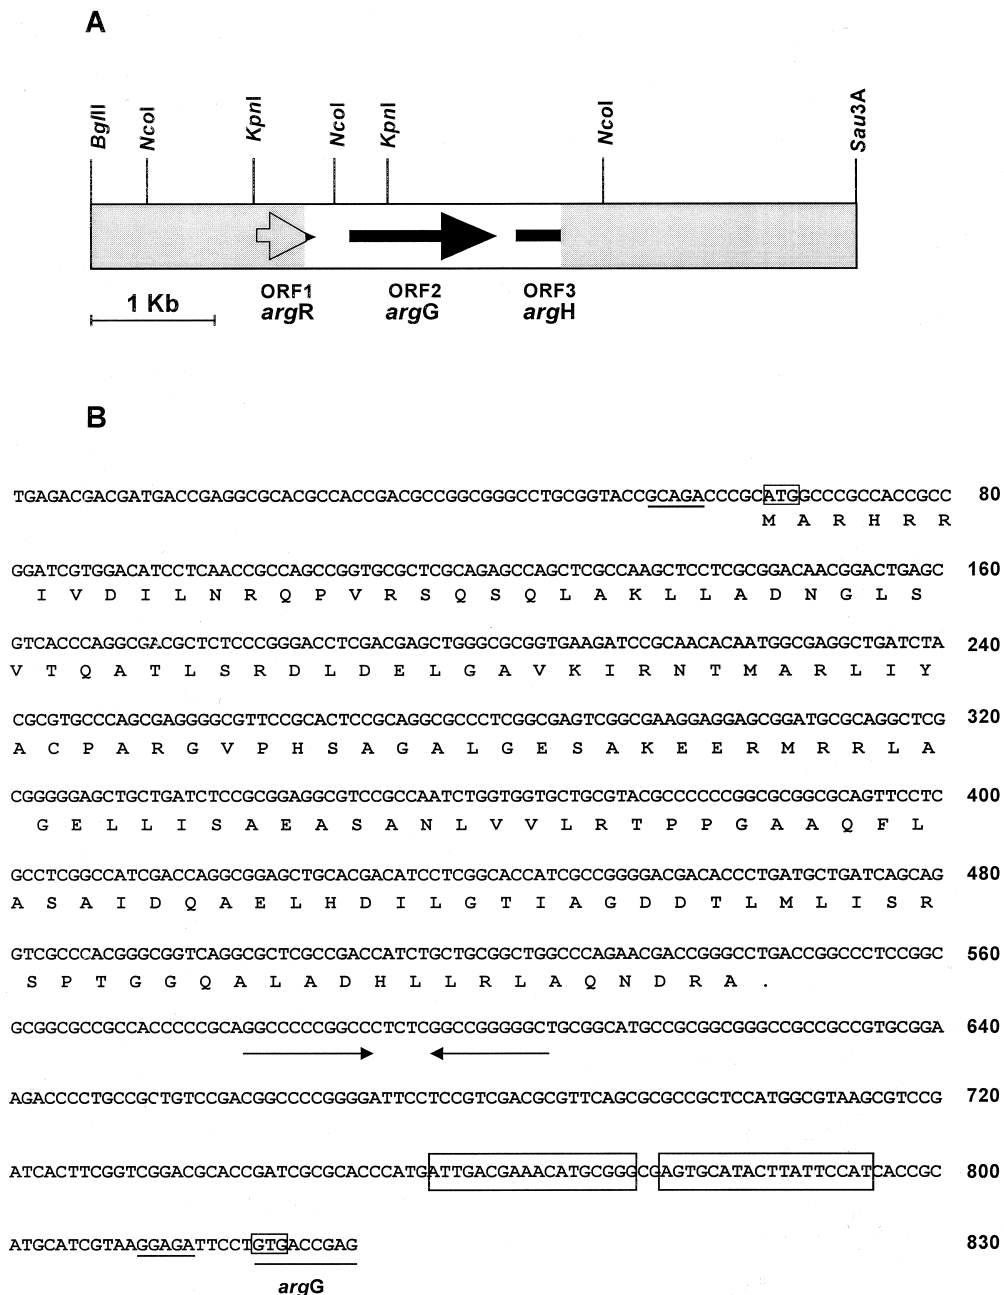 A
BglII NcoI KpnI NcoI KpnI NcoI Sau3A
1 Kb
ORF1 ORF2 ORF3
argR argG argH
B
TGAGACGACGATGACCGAGGCGCACGCCACCGACGCCGGCGGGCCTGCGGTACCGCAGACCCGCATGGCCCGCCACCGCC 80
M A R H R R
GGATCGTGGACATCCTCAACCGCCAGCCGGTGCGCTCGCAGAGCCAGCTCGCCAAGCTCCTCGCGGACAACGGACTGAGC 160
I V D I L N R Q P V R S Q S Q L A K L L A D N G L S
GTCACCCAGGCGACGCTCTCCCGGGACCTCGACGAGCTGGGCGCGGTGAAGATCCGCAACACAATGGCGAGGCTGATCTA 240
V T Q A T L S R D L D E L G A V K I R N T M A R L I Y
CGCGTGCCCAGCGAGGGGCGTTCCGCACTCCGCAGGCGCCCTCGGCGAGTCGGCGAAGGAGGAGCGGATGCGCAGGCTCG 320
A C P A R G V P H S A G A L G E S A K E E R M R R L A
CGGGGGAGCTGCTGATCTCCGCGGAGGCGTCCGCCAATCTGGTGGTGCTGCGTACGCCCCCCGGCGCGGCGCAGTTCCTC 400
G E L L I S A E A S A N L V V L R T P P G A A Q F L
GCCTCGGCCATCGACCAGGCGGAGCTGCACGACATCCTCGGCACCATCGCCGGGGACGACACCCTGATGCTGATCAGCAG 480
A S A I D Q A E L H D I L G T I A G D D T L M L I S R
GTCGCCCACGGGCGGTCAGGCGCTCGCCGACCATCTGCTGCGGCTGGCCCAGAACGACCGGGCCTGACCGGCCCTCCGGC 560
S P T G G Q A L A D H L L R L A Q N D R A .
GCGGCGCCGCCACCCCCGCAGGCCCCCGGCCCTCTCGGCCGGGGGCTGCGGCATGCCGCGGCGGGCCGCCGCCGTGCGGA 640
AGACCCCTGCCGCTGTCCGACGGCCCCGGGGATTCCTCCGTCGACGCGTTCAGCGCGCCGCTCCATGGCGTAAGCGTCCG 720
ATCACTTCGGTCGGACGCACCGATCGCGCACCCATGATTGACGAAACATGCGGGCGAGTGCATACTTATTCCATCACCGC 800
ATGCATCGTAAGGAGATTCCTGTGACCGAG 830
argG